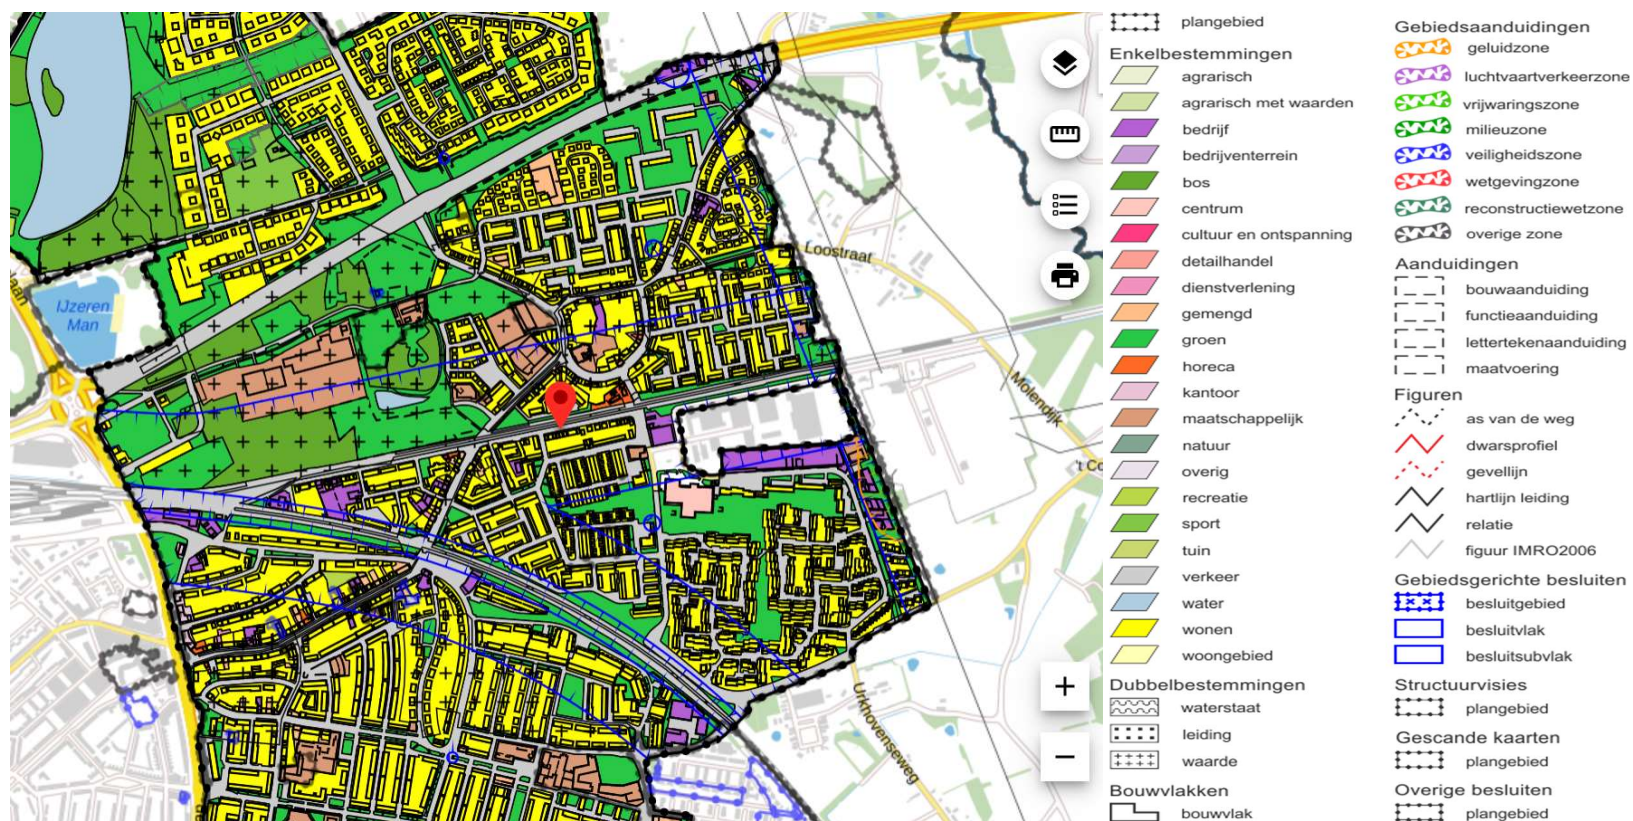 IJzeren
Man
Loostraat
Molendijk
Urkhovenseweg
+
−
plangebied
Enkelbestemmingen
agrarisch
agrarisch met waarden
bedrijf
bedrijventerrein
bos
centrum
cultuur en ontspanning
detailhandel
dienstverlening
gemengd
groen
horeca
kantoor
maatschappelijk
natuur
overig
recreatie
sport
tuin
verkeer
water
wonen
woongebied
Dubbelbestemmingen
waterstaat
leiding
waarde
Bouwvlakken
bouwvlak
Gebiedsaanduidingen
geluidzone
luchtvaartverkeerzone
vrijwaringszone
milieuzone
veiligheidszone
wetgevingzone
reconstructiewetzone
overige zone
Aanduidingen
bouwaanduiding
functieaanduiding
lettertekenaanduiding
maatvoering
Figuren
as van de weg
dwarsprofiel
gevellijn
hartlijn leiding
relatie
figuur IMRO2006
Gebiedsgerichte besluiten
besluitgebied
besluitvlak
besluitsubvlak
Structuurvisies
plangebied
Gescande kaarten
plangebied
Overige besluiten
plangebied